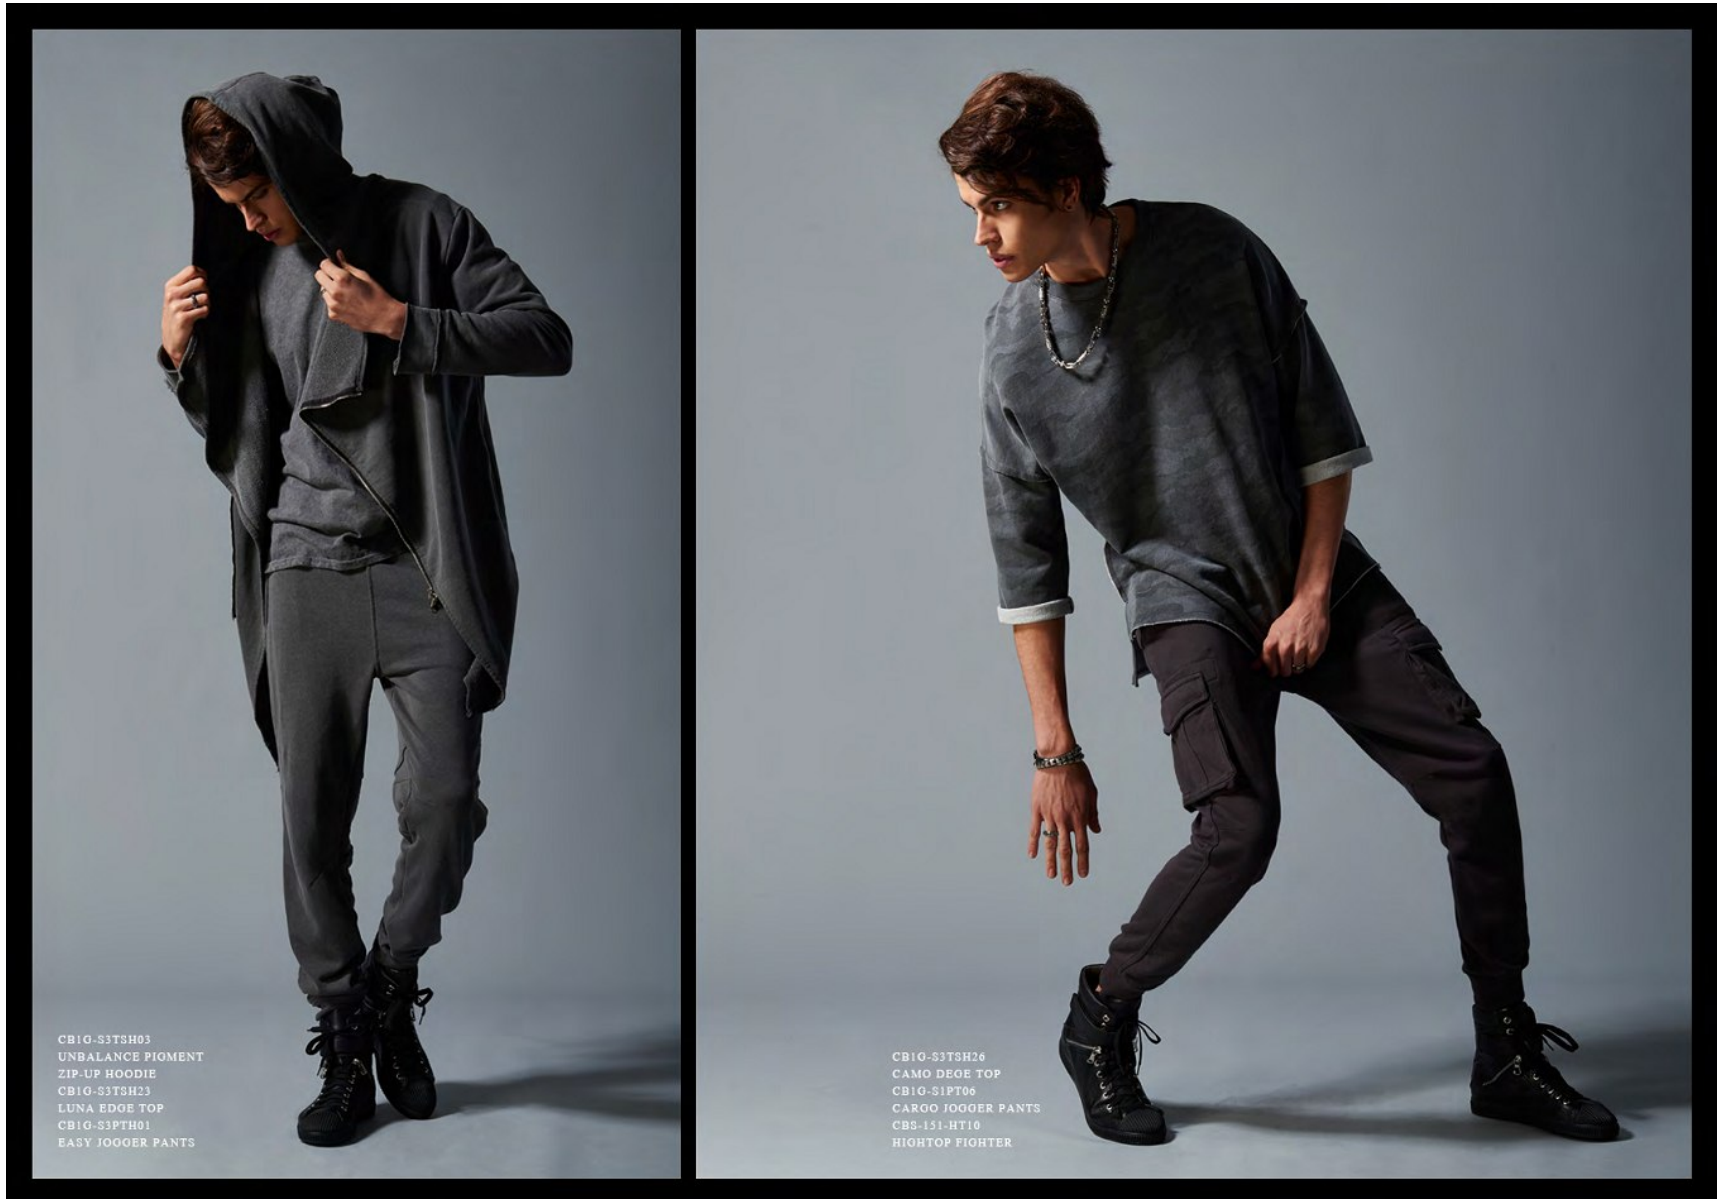 CB1G-S3TSH03
UNBALANCE PIGMENT
ZIP-UP HOODIE
CB1G-S3TSH23
LUNA EDGE TOP
CB1G-S3PTH01
EASY JOGGER PANTS
CB1G-S3TSH26
CAMO DEGE TOP
CB1G-S1PT06
CARGO JOGGER PANTS
CBS-151-HT10
HIGHTOP FIGHTER